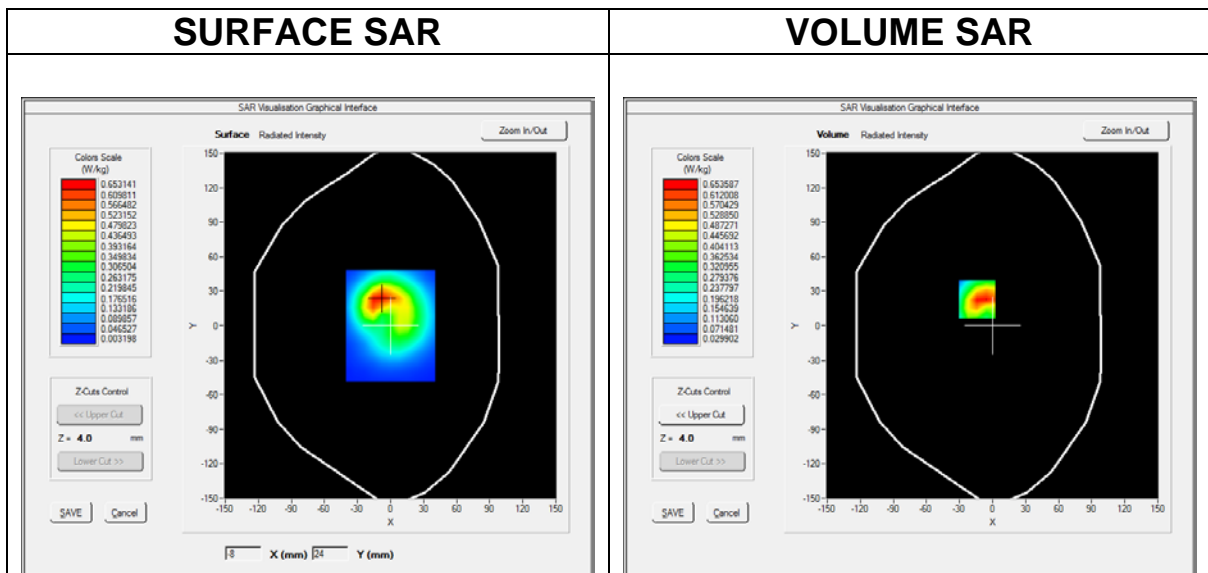 SURFACE SAR
VOLUME SAR
SAR Visualisation Graphical Interface
Surface Radiated Intensity
Zoom In/Out
Colors Scale
(W/kg)
0.653141
0.609811
0.566482
0.523152
0.479823
0.436493
0.393164
0.349834
0.306504
0.263175
0.219845
0.176516
0.133186
0.089857
0.046527
0.003198
Z-Cuts Control
<< Upper Cut
Z = 4.0 mm
Lower Cut >>
SAVE Cancel
150
120
90
60
30
0
-30
-60
-90
-120
-150
Y
-150 -120 -90 -60 -30 0 30 60 90 120 150
X
-8 X (mm) 24 Y (mm)
SAR Visualisation Graphical Interface
Volume Radiated Intensity
Zoom In/Out
Colors Scale
(W/kg)
0.653587
0.612008
0.570429
0.528850
0.487271
0.445692
0.404113
0.362534
0.320955
0.279376
0.237797
0.196218
0.154639
0.113060
0.071481
0.029902
Z-Cuts Control
<< Upper Cut
Z = 4.0 mm
Lower Cut >>
SAVE Cancel
150
120
90
60
30
0
-30
-60
-90
-120
-150
Y
-150 -120 -90 -60 -30 0 30 60 90 120 150
X